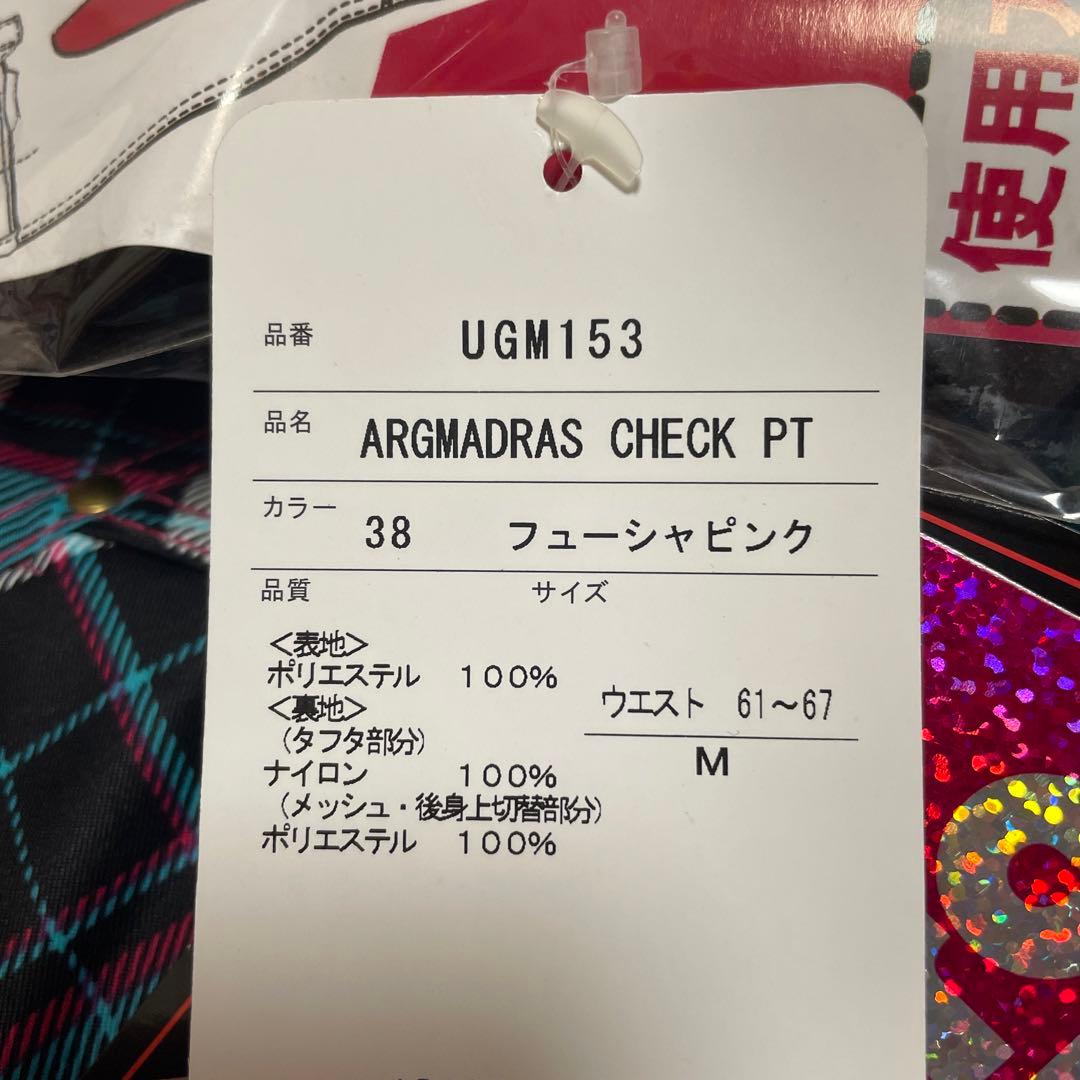 使用
品番 UGM153
品名 ARGMADRAS CHECK PT
カラー 38 フューシャピンク
品質 サイズ
<表地>
ポリエステル 100%
<裏地>
(タフタ部分)
ナイロン 100%
(メッシュ・後身上切替部分)
ポリエステル 100%
ウエスト 61~67
M